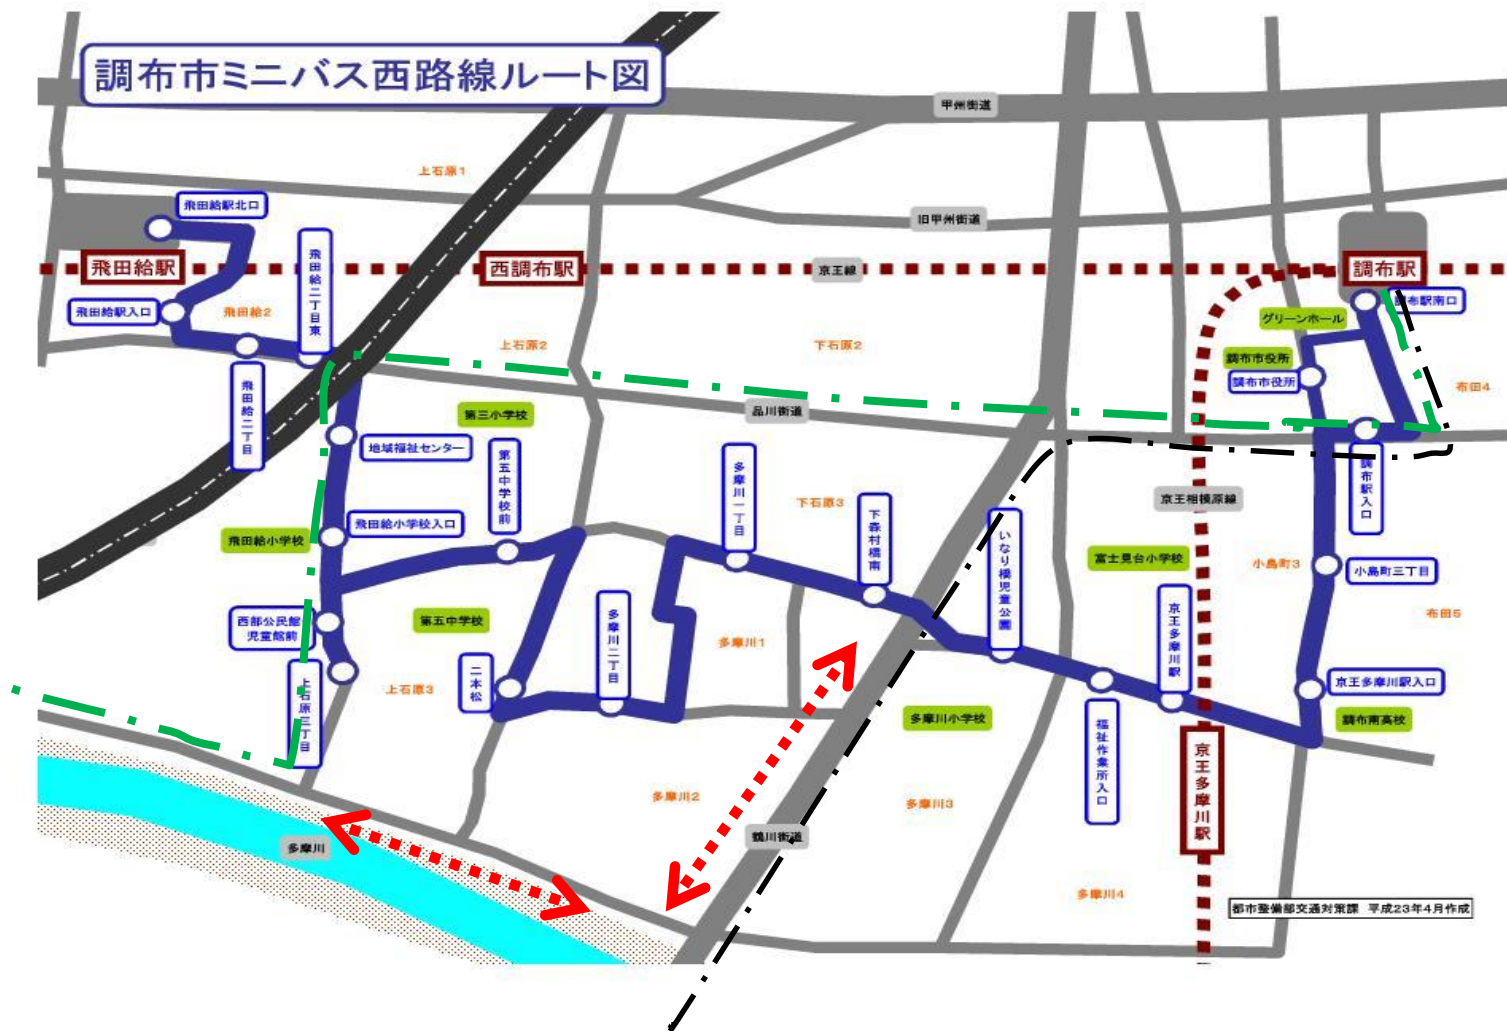 調布市ミニバス西路線ルート図
甲州街道
上石原1
飛田給駅北口
旧甲州街道
飛田給駅
西調布駅
京王線
調布駅
飛田給二丁目東
飛田給駅入口
飛田給2
調布駅南口
グリーンホール
上石原2
下石原2
調布市役所
調布市役所
布田4
飛田給二丁目
第三小学校
品川街道
地域福祉センター
第五中学校前
多摩川一丁目
下石原3
下森村橋南
いなり橋児童公園
京王相模原線
調布駅入口
飛田給小学校入口
飛田給小学校
富士見台小学校
小島町3
小島町三丁目
西部公民館
児童館前
第五中学校
多摩川二丁目
多摩川1
京王多摩川駅
布田5
上石原三丁目
上石原3
二本松
京王多摩川駅入口
多摩川小学校
福祉作業所入口
調布南高校
京王多摩川駅
多摩川2
多摩川3
多摩川
鶴川街道
多摩川4
都市整備部交通対策課 平成23年4月作成